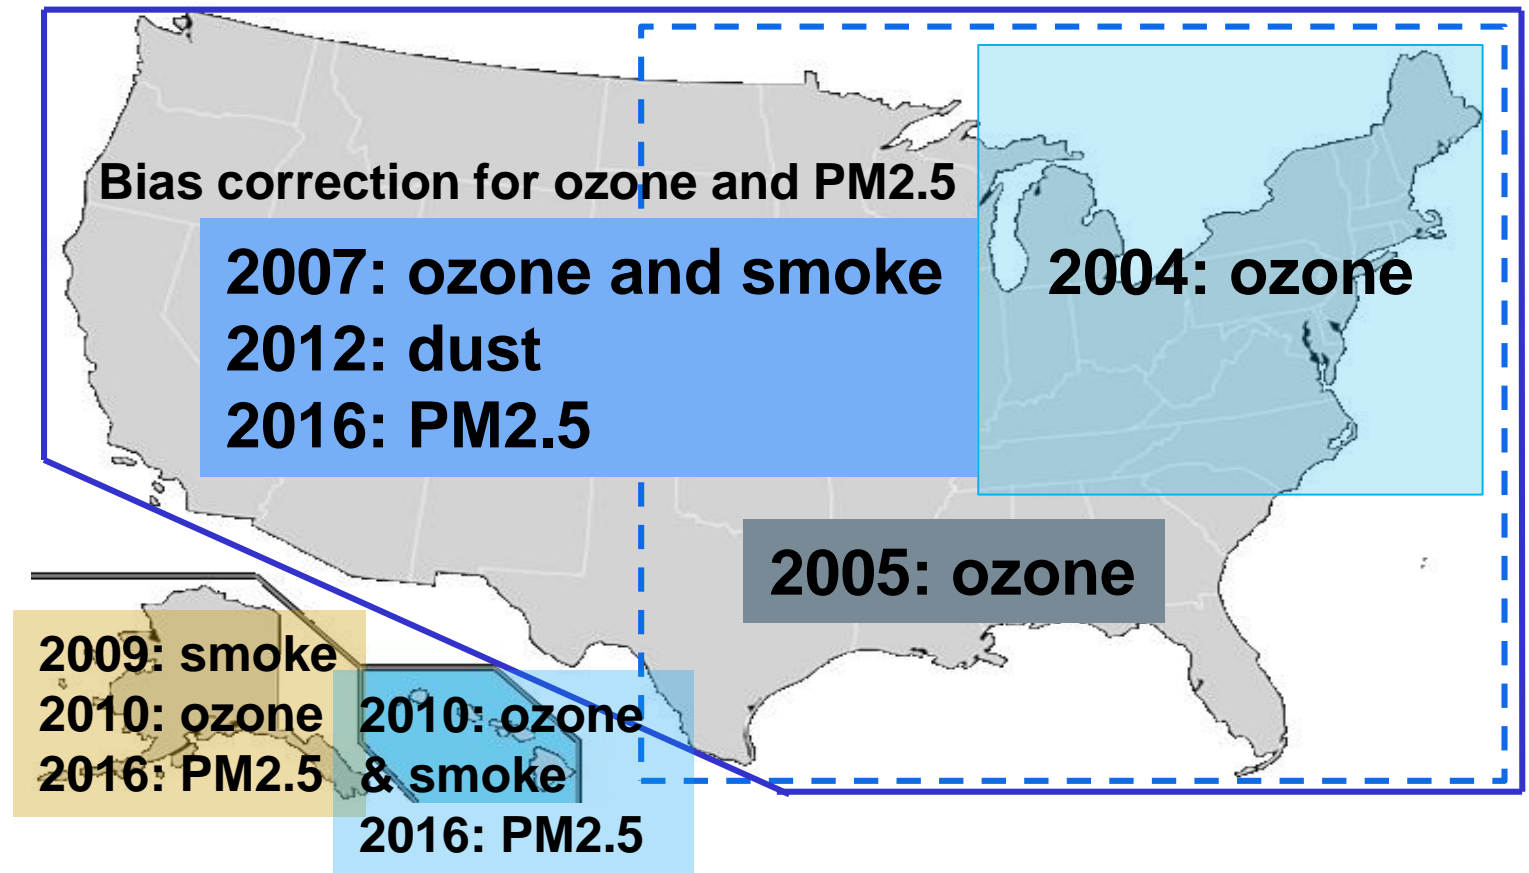 Bias correction for ozone and PM2.5
2007: ozone and smoke
2012: dust
2016: PM2.5
2004: ozone
2005: ozone
2009: smoke
2010: ozone
2016: PM2.5
2010: ozone
& smoke
2016: PM2.5